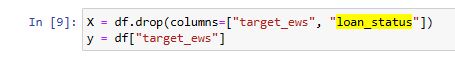 In [9]: X = df.drop(columns=["target_ews", "loan_status"])
y = df["target_ews"]